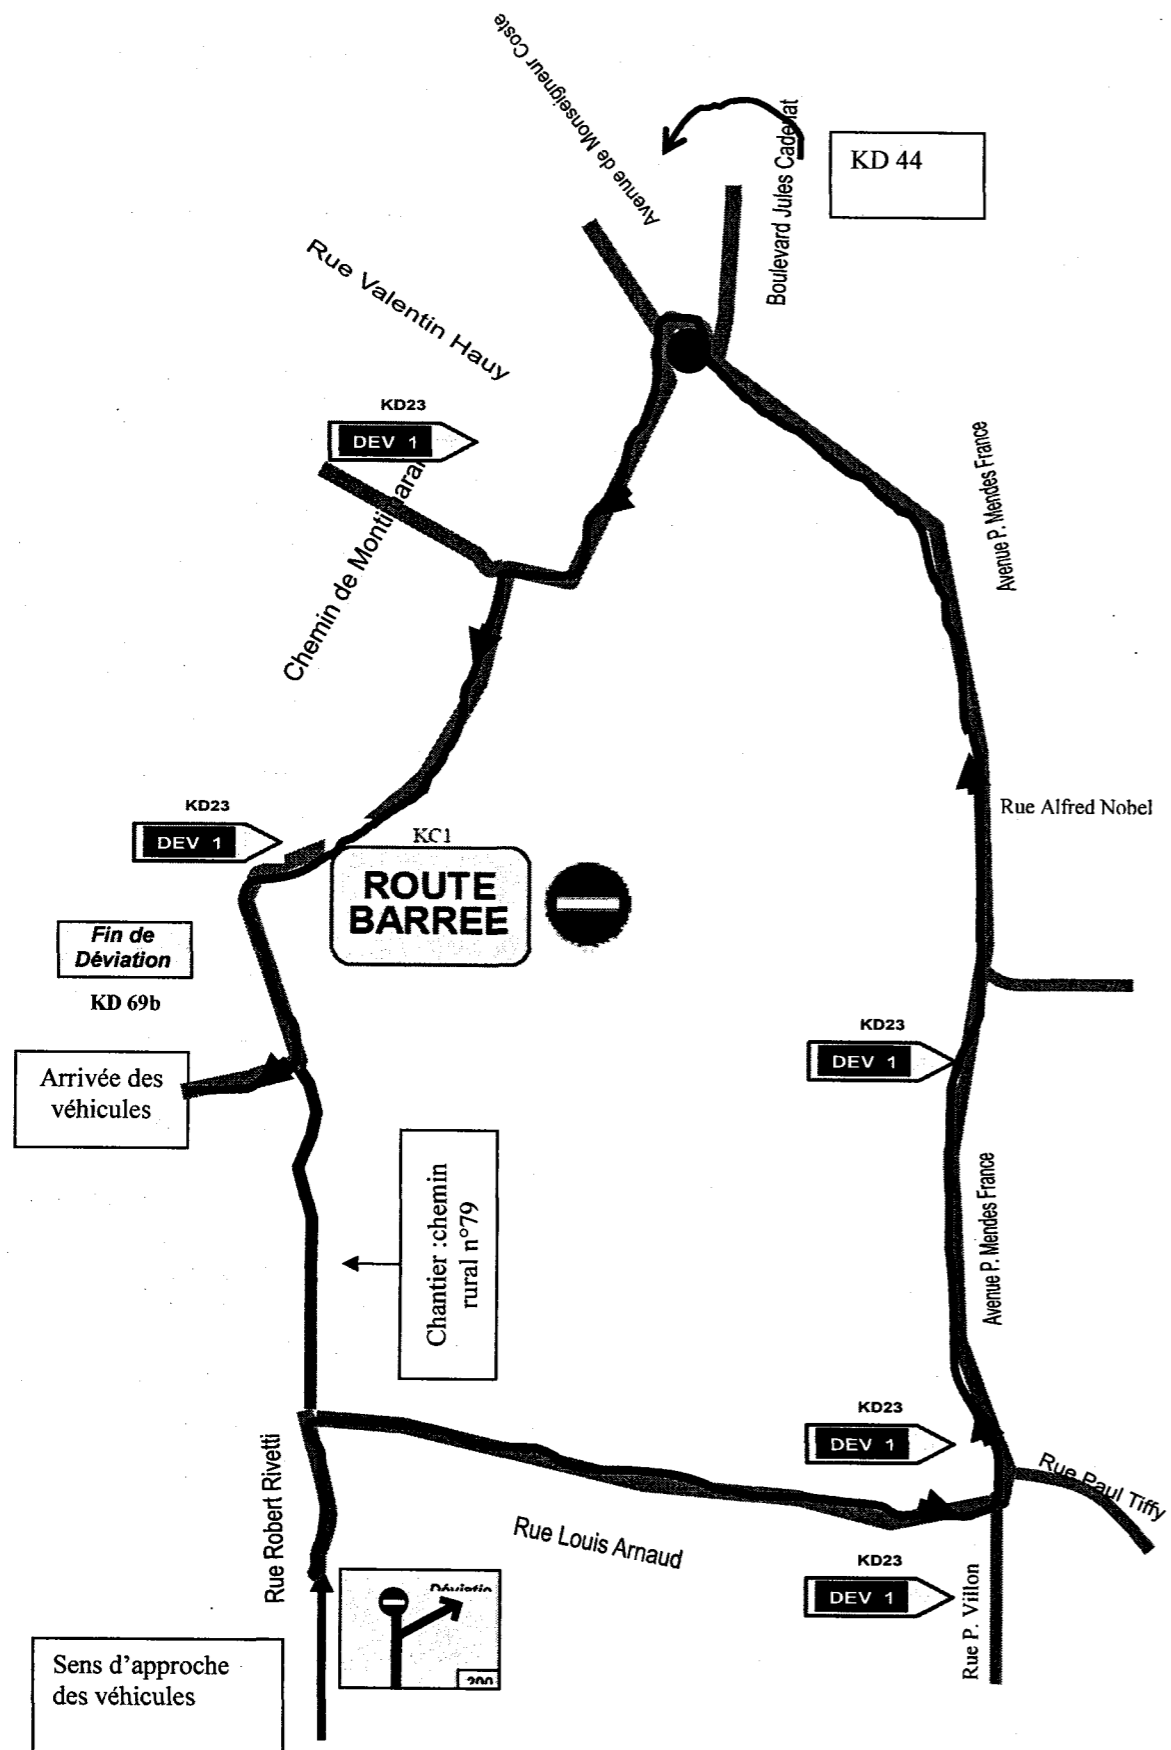 Avenue de Monseigneur Coste
Boulevard Jules Cadenat
KD 44
Rue Valentin Hauy
KD23
DEV 1
Avenue P. Mendes France
Rue Alfred Nobel
KD23
DEV 1
KC1
ROUTE
BARREE
Fin de
Déviation
KD 69b
Arrivée des
véhicules
KD23
DEV 1
Chantier :chemin
rural n°79
Avenue P. Mendes France
KD23
DEV 1
Rue Paul Tiffy
Rue Robert Rivetti
Rue Louis Arnaud
KD23
DEV 1
Rue P. Villon
Sens d'approche
des véhicules
Chemin de